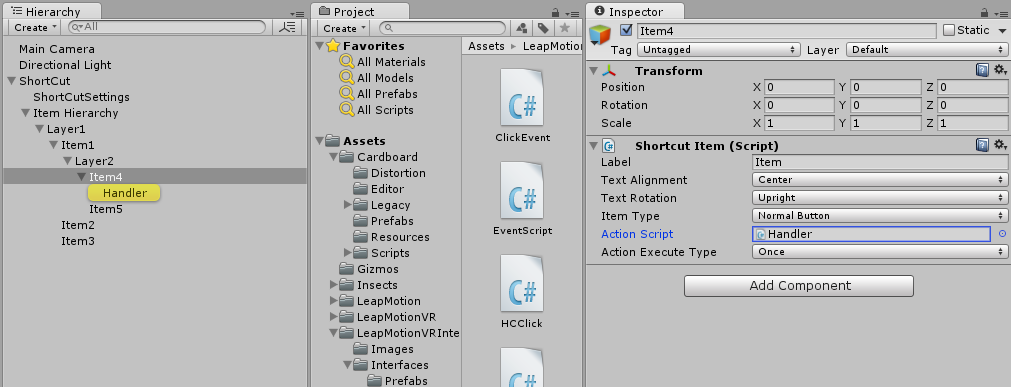 Hierarchy
Create
All
Main Camera
Directional Light
ShortCut
ShortCutSettings
Item Hierarchy
Layer1
Item1
Layer2
Item4
Handler
Item5
Item2
Item3
Project
Create
Favorites
All Materials
All Models
All Prefabs
All Scripts
Assets
Cardboard
Distortion
Editor
Legacy
Prefabs
Resources
Scripts
Gizmos
Insects
LeapMotion
LeapMotionVR
LeapMotionVRInte
Images
Interfaces
Prefabs
Assets LeapMotion
C#
ClickEvent
C#
EventScript
C#
HCClick
C#
Inspector
Item4
Static
Tag Untagged Layer Default
Transform
Position X 0 Y 0 Z 0
Rotation X 0 Y 0 Z 0
Scale X 1 Y 1 Z 1
Shortcut Item (Script)
Label Item
Text Alignment Center
Text Rotation Upright
Item Type Normal Button
Action Script Handler
Action Execute Type Once
Add Component